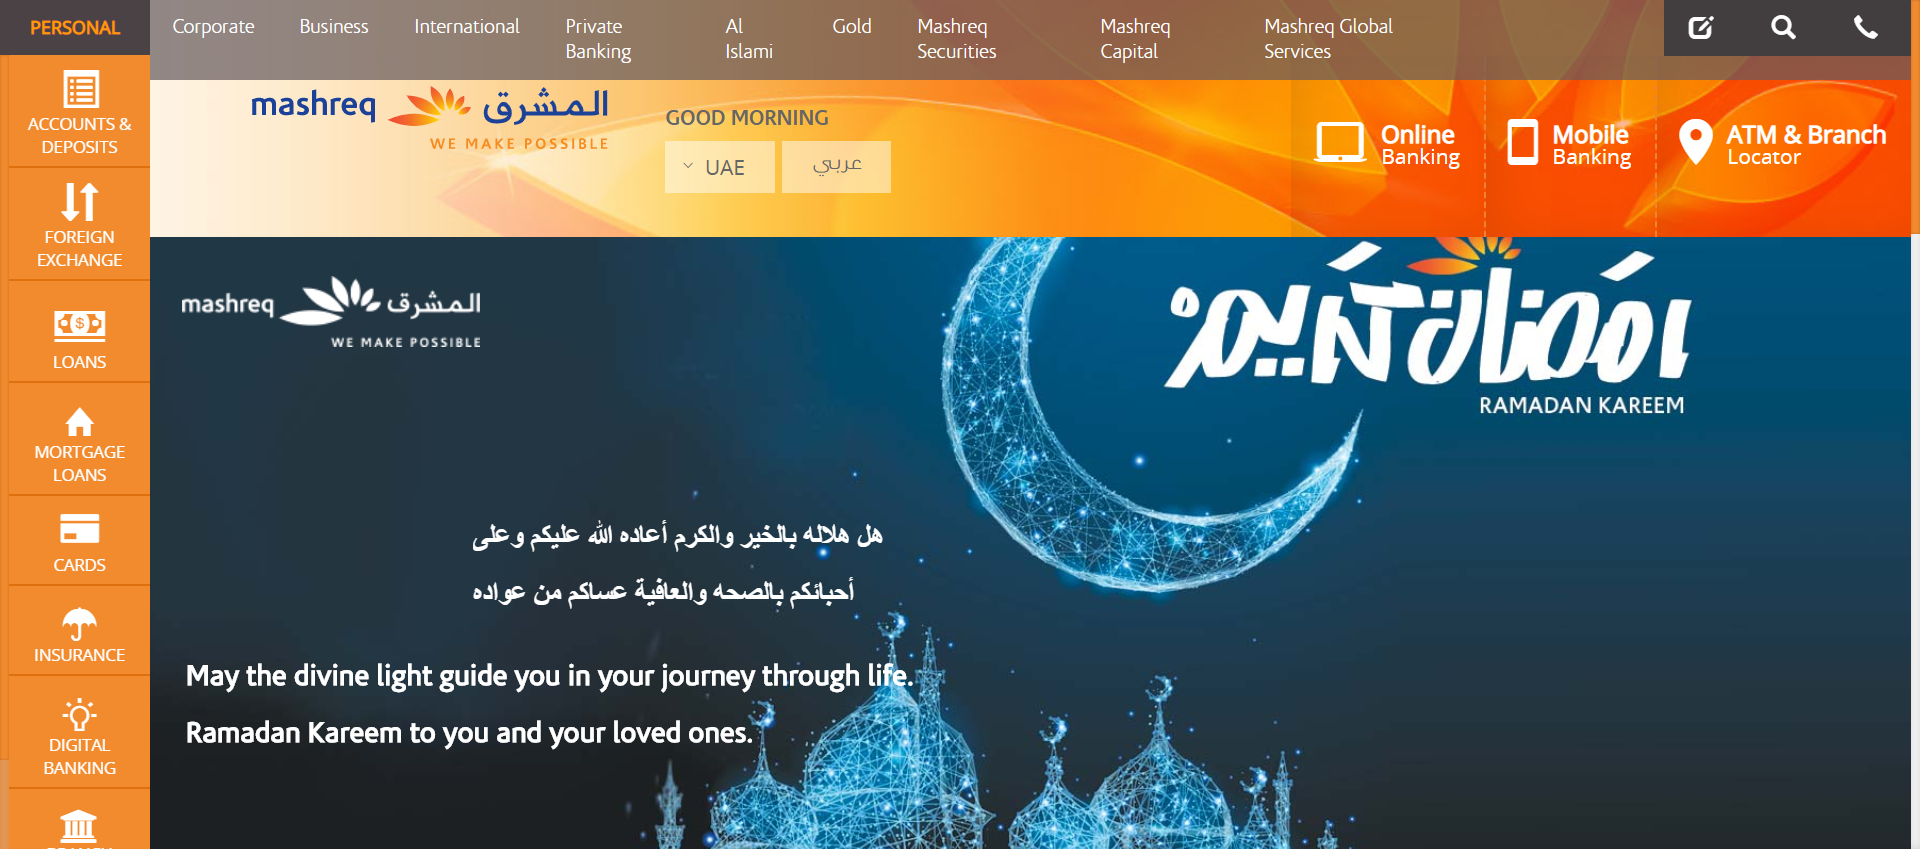 PERSONAL
Corporate
Business
International
Private
Banking
Al
Islami
Gold
Mashreq
Securities
Mashreq
Capital
Mashreq Global
Services
ACCOUNTS &
DEPOSITS
FOREIGN
EXCHANGE
LOANS
MORTGAGE
LOANS
CARDS
INSURANCE
DIGITAL
BANKING
mashreq المشرق
WE MAKE POSSIBLE
GOOD MORNING
UAE
عربي
Online
Banking
Mobile
Banking
ATM & Branch
Locator
mashreq المشرق
WE MAKE POSSIBLE
رمضان كريم
RAMADAN KAREEM
هل هلاله بالخير والكرم أعاده الله عليكم وعلى
أحبائكم بالصحه والعافية عساكم من عواده
May the divine light guide you in your journey through life.
Ramadan Kareem to you and your loved ones.